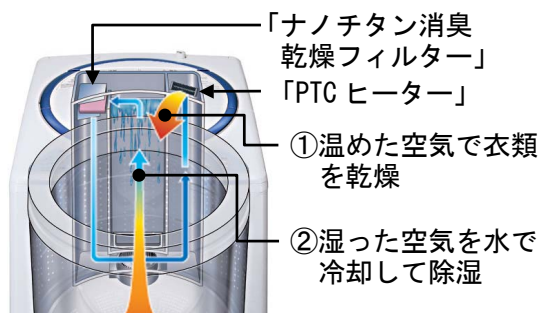 「ナノチタン消臭
乾燥フィルター」
「PTC ヒーター」
①温めた空気で衣類
を乾燥
②湿った空気を水で
冷却して除湿